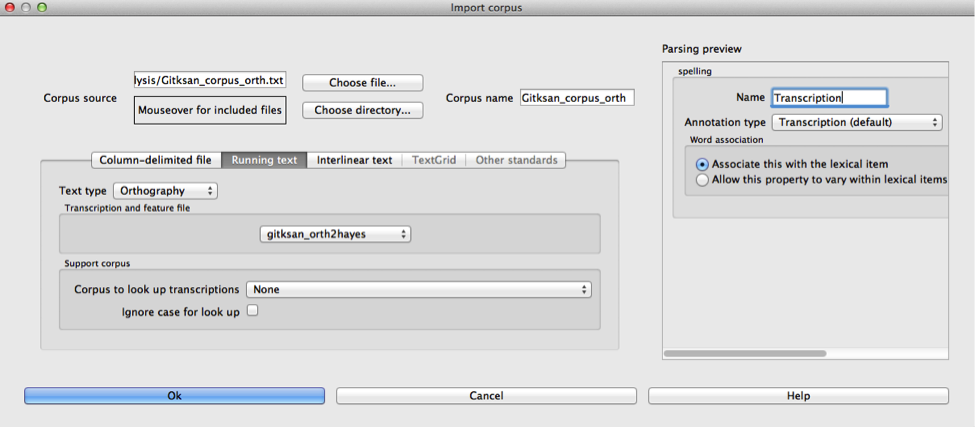 Import corpus
Parsing preview
Corpus source
lysis/Gitksan_corpus_orth.txt
Choose file...
Mouseover for included files
Choose directory...
Corpus name
Gitksan_corpus_orth
Column-delimited file
Running text
Interlinear text
TextGrid
Other standards
Text type
Orthography
Transcription and feature file
gitksan_orth2hayes
Support corpus
Corpus to look up transcriptions
None
Ignore case for look up
spelling
Name
Transcription
Annotation type
Transcription (default)
Word association
Associate this with the lexical item
Allow this property to vary within lexical items
Ok
Cancel
Help